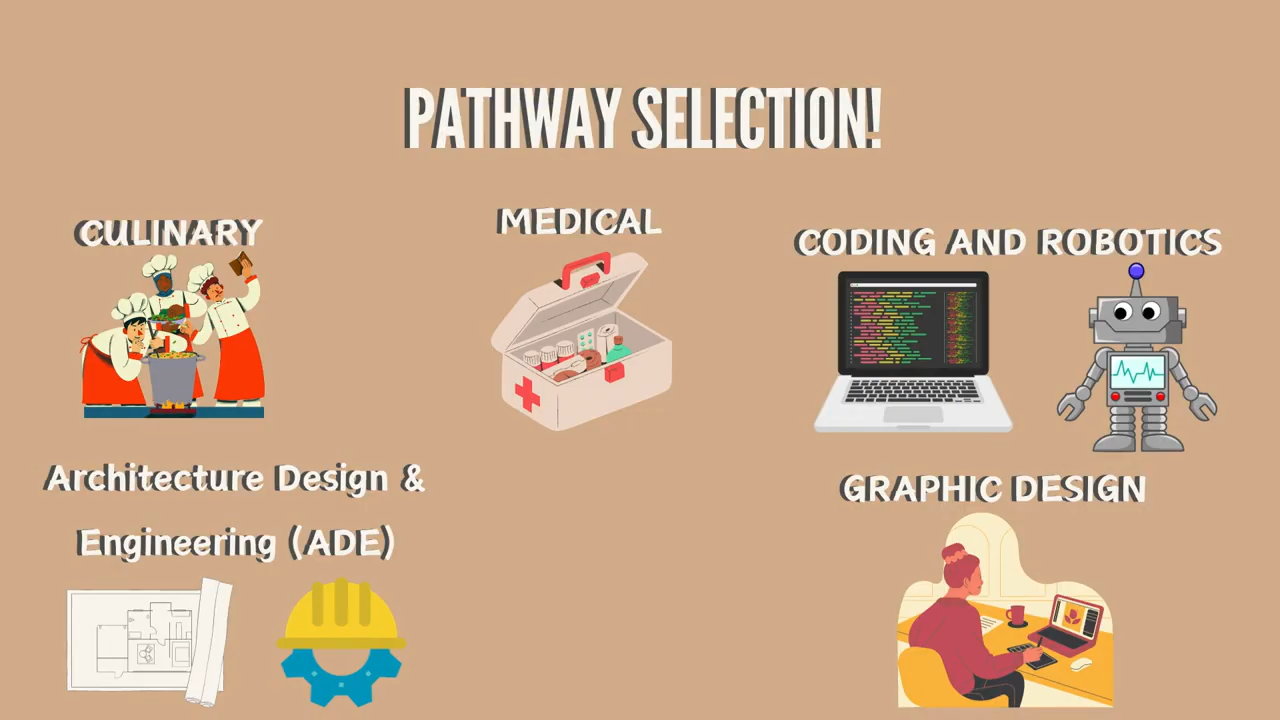 PATHWAY SELECTION!
CULINARY
MEDICAL
CODING AND ROBOTICS
Architecture Design &
Engineering (ADE)
GRAPHIC DESIGN